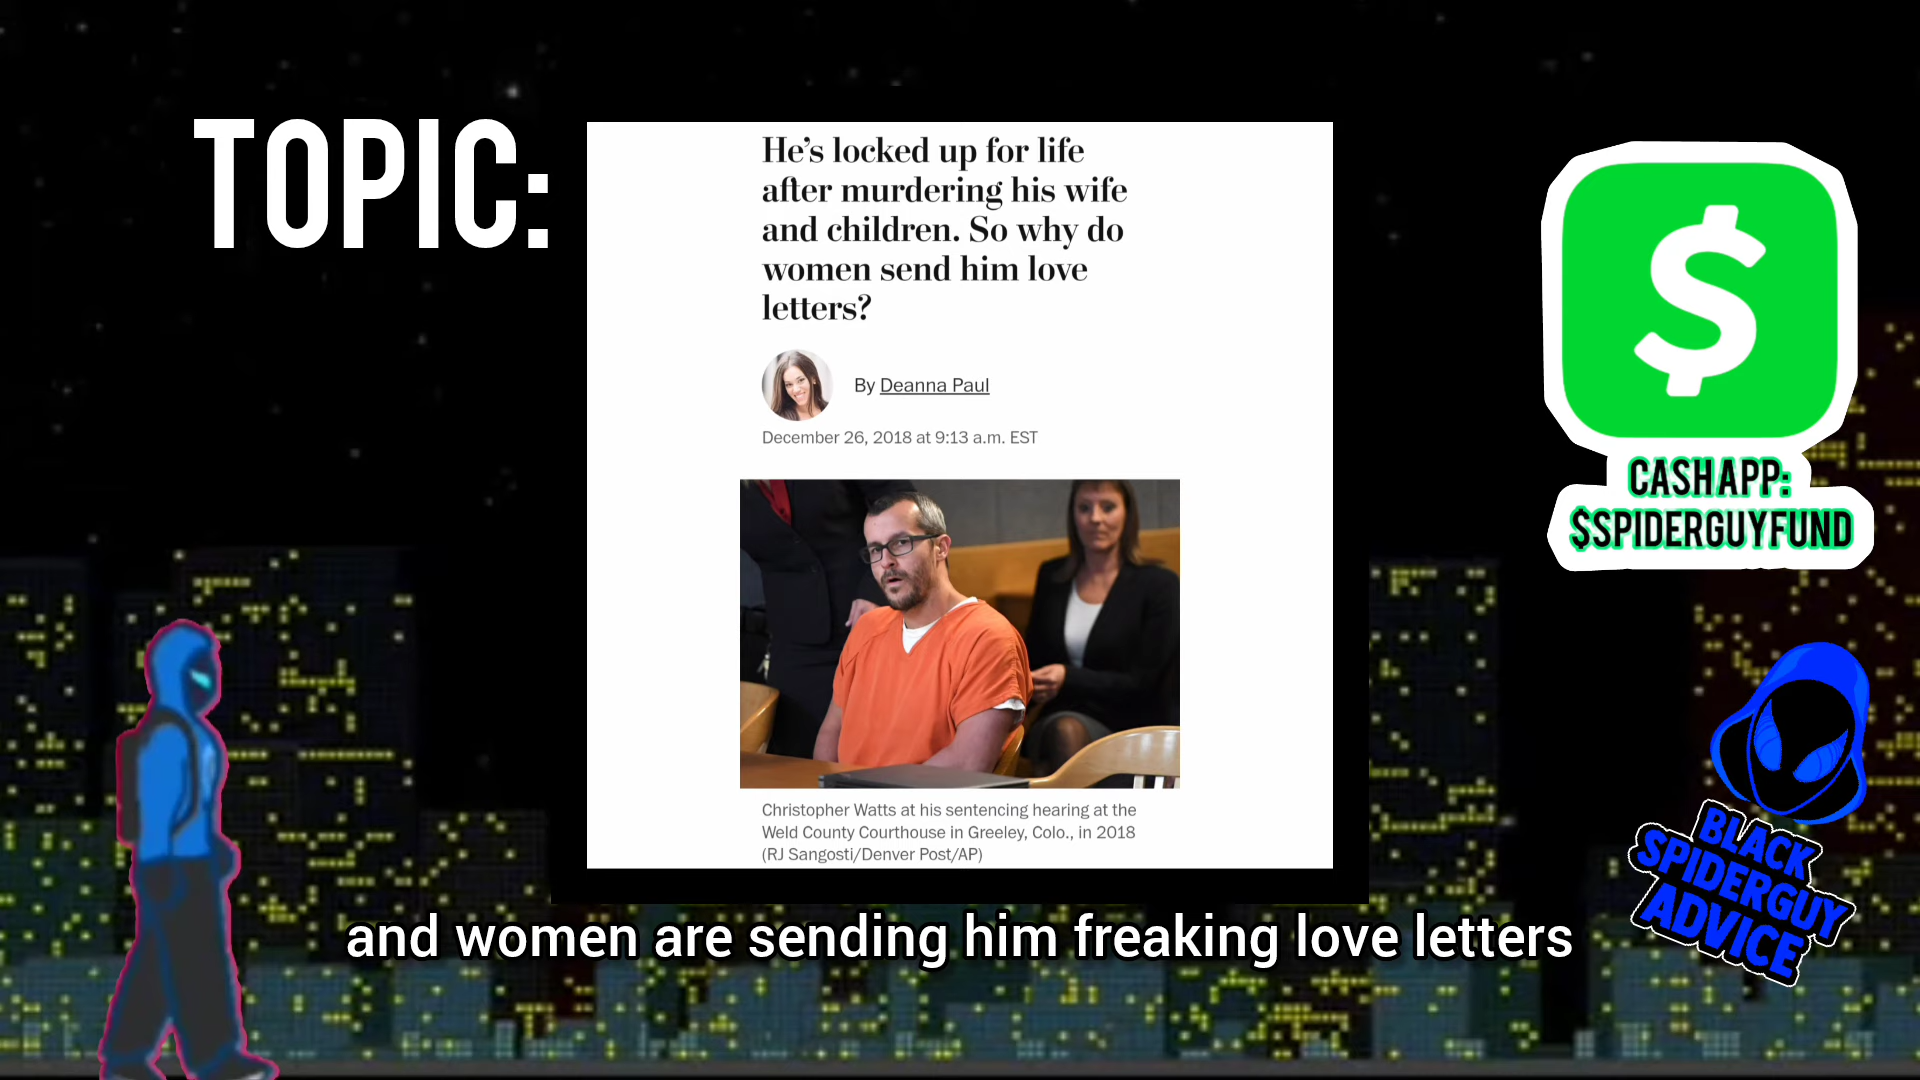 TOPIC:
He's locked up for life
after murdering his wife
and children. So why do
women send him love
letters?
By Deanna Paul
December 26, 2018 at 9:13 a.m. EST
Christopher Watts at his sentencing hearing at the
Weld County Courthouse in Greeley, Colo., in 2018
(RJ Sangosti/Denver Post/AP)
$
CASH APP:
$SPIDERGUYFUND
BLACK
SPIDERGUY
ADVICE
and women are sending him freaking love letters